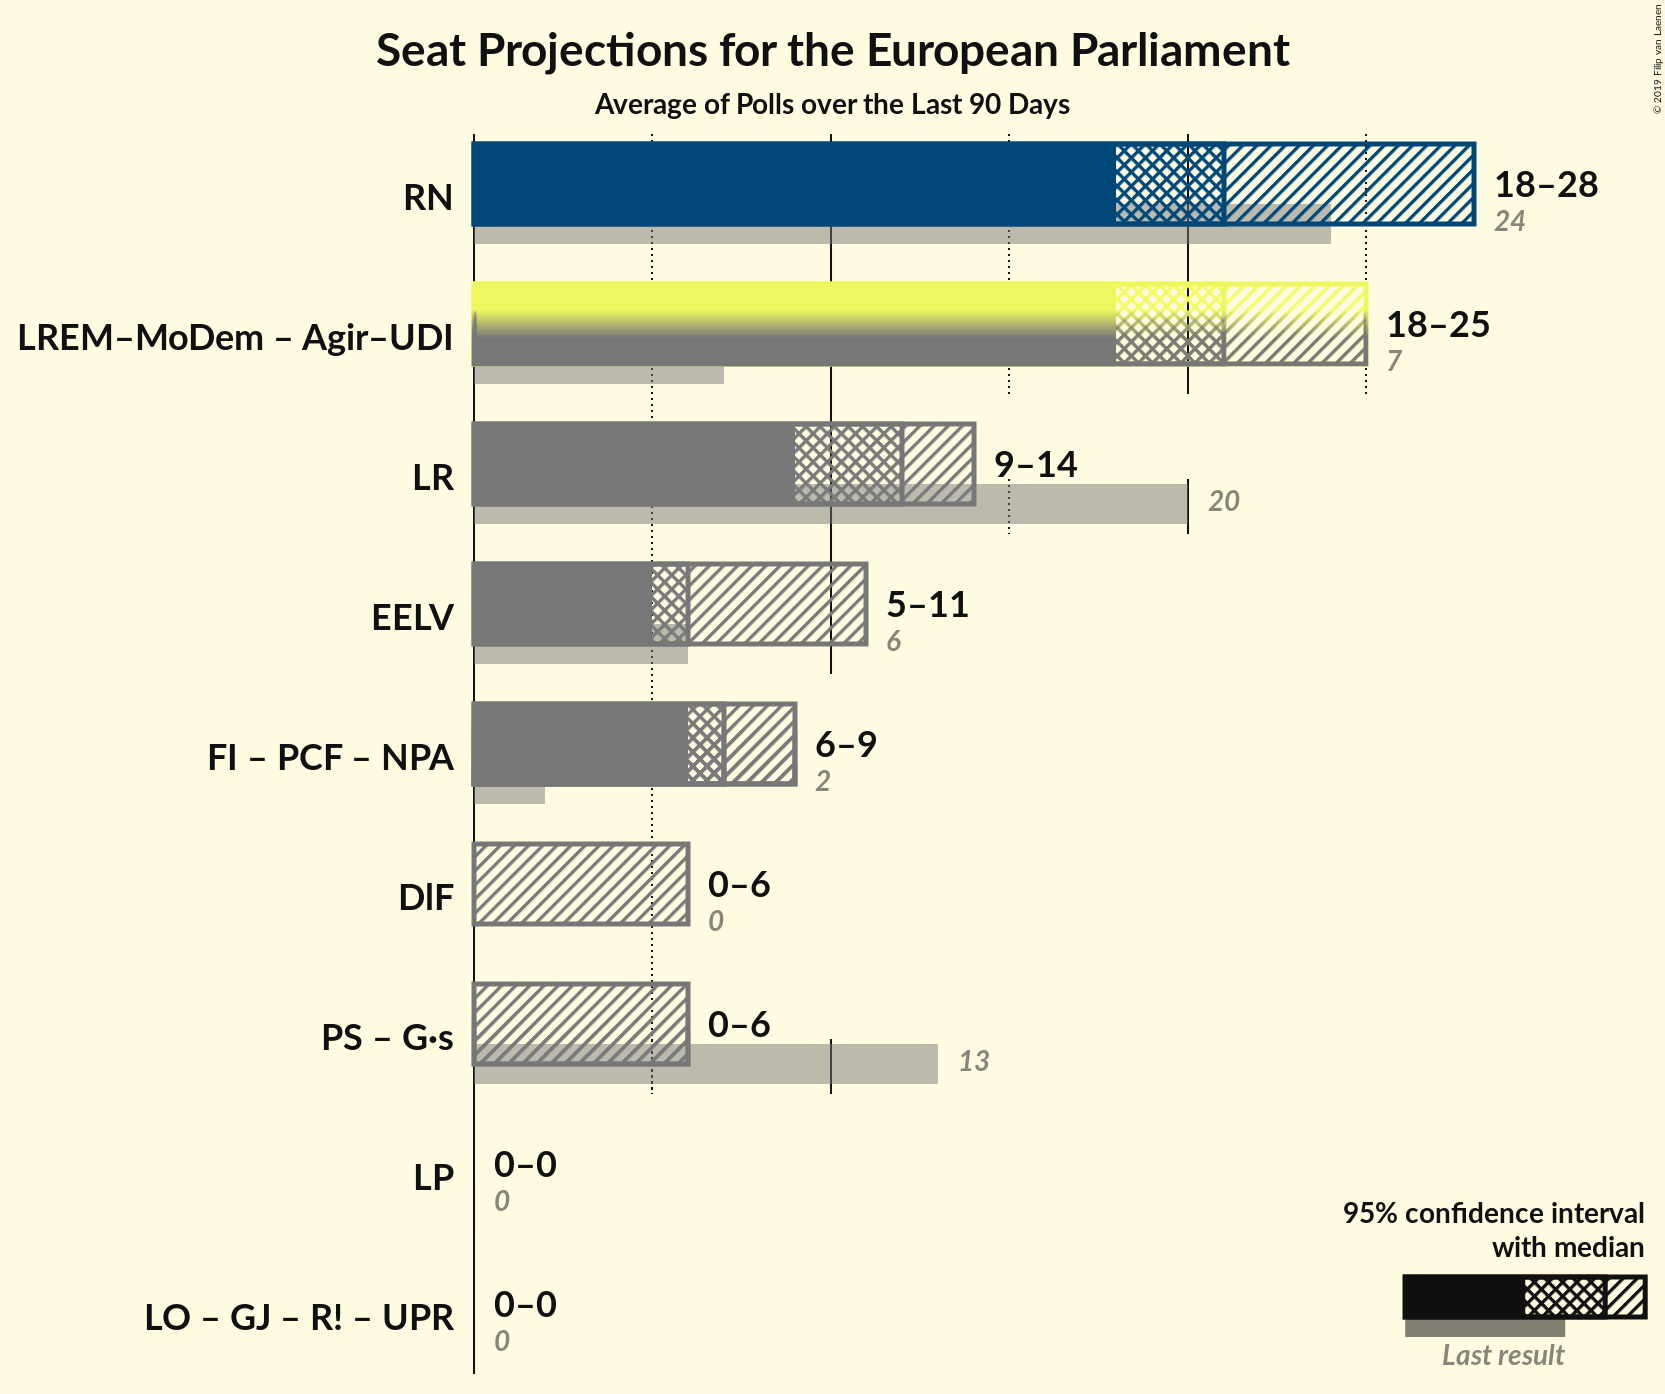 Seat Projections for the European Parliament
Average of Polls over the Last 90 Days
© 2019 Filip van Laenen
RN
18–28
24
LREM–MoDem – Agir–UDI
18–25
7
LR
9–14
20
EELV
5–11
6
FI – PCF – NPA
6–9
2
DlF
0–6
0
PS – G·s
0–6
13
LP
0–0
0
LO – GJ – R! – UPR
0–0
0
95% confidence interval
with median
Last result